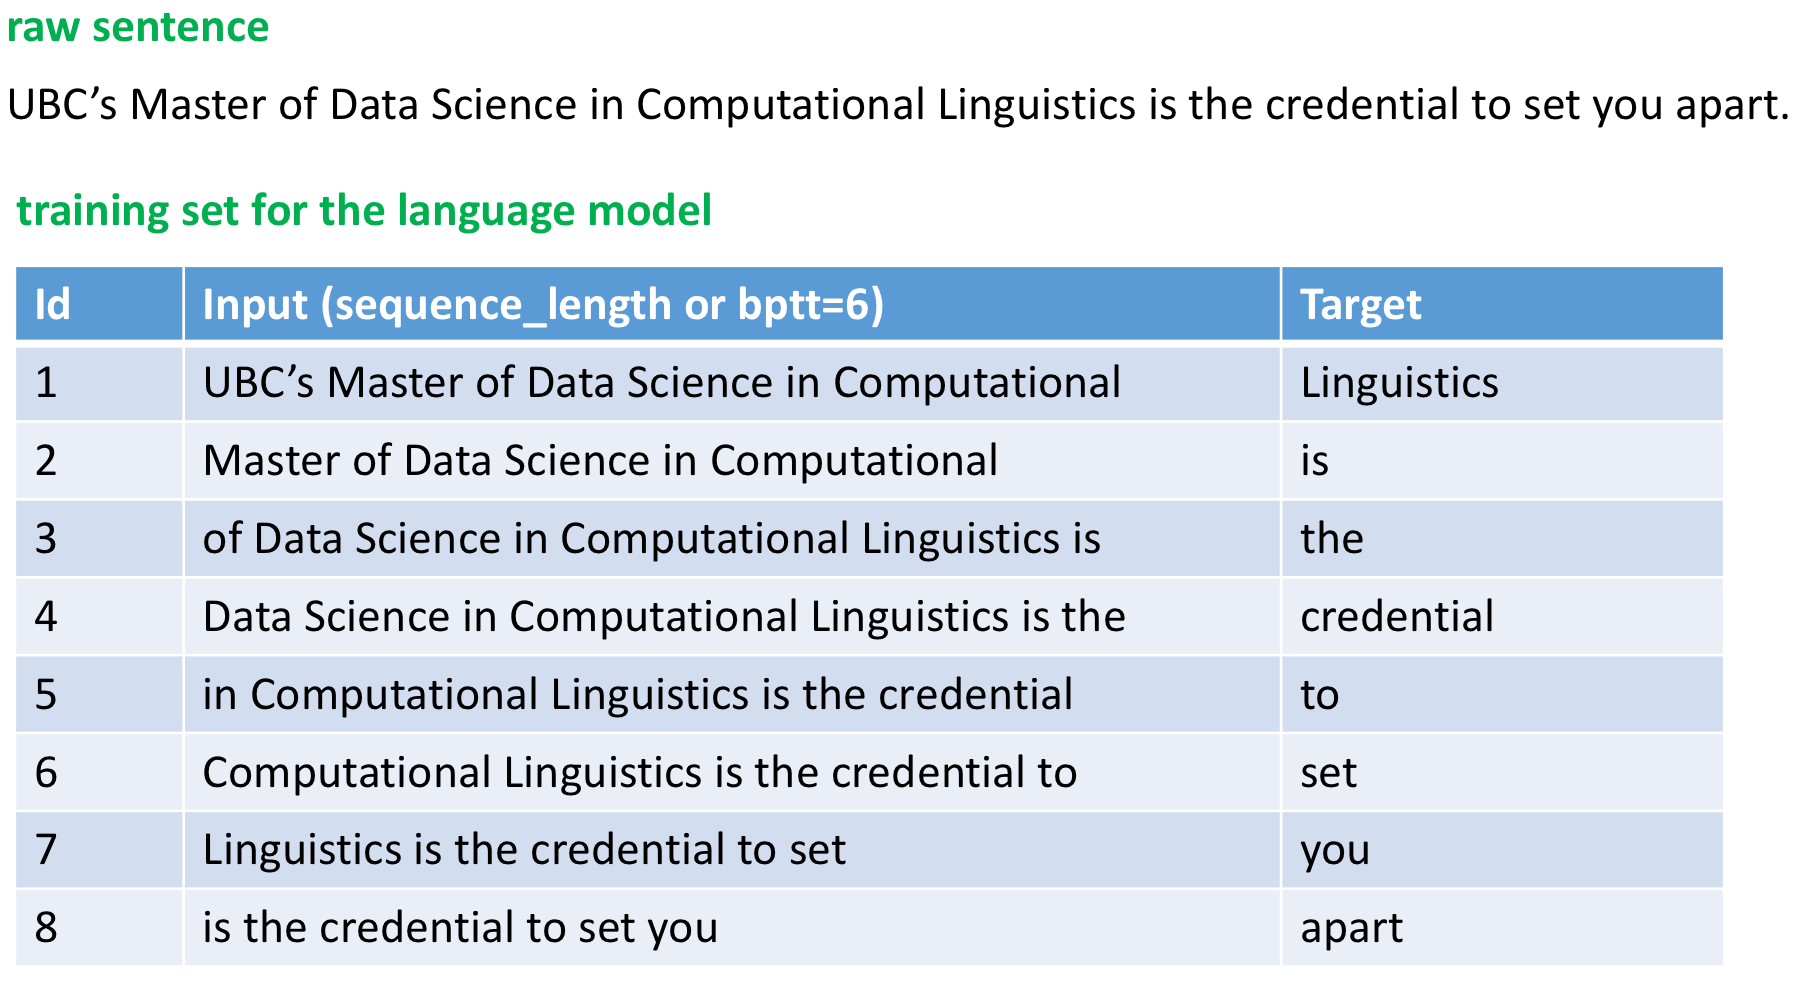 raw sentence
UBC’s Master of Data Science in Computational Linguistics is the credential to set you apart.
training set for the language model
Id Input (sequence_length or bptt=6) Target
1 UBC’s Master of Data Science in Computational Linguistics
2 Master of Data Science in Computational is
3 of Data Science in Computational Linguistics is the
4 Data Science in Computational Linguistics is the credential
5 in Computational Linguistics is the credential to
6 Computational Linguistics is the credential to set
7 Linguistics is the credential to set you
8 is the credential to set you apart